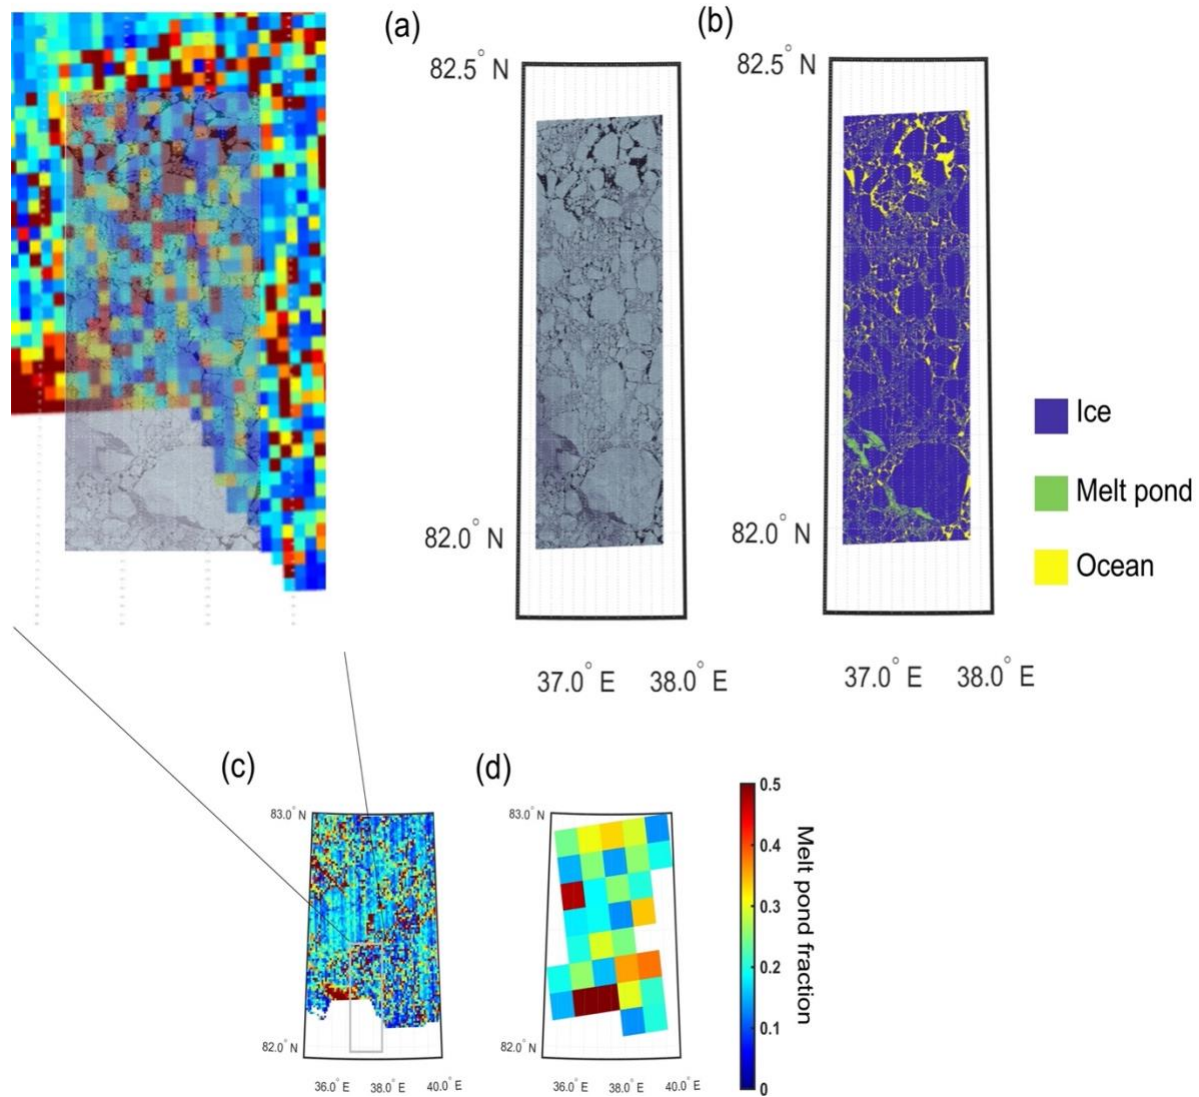 (a)
(b)
82.5° N
82.5° N
82.0° N
82.0° N
Ice
Melt pond
Ocean
37.0° E 38.0° E
37.0° E 38.0° E
(c)
(d)
83.0° N
83.0° N
82.0° N
82.0° N
36.0° E 38.0° E 40.0° E
36.0° E 38.0° E 40.0° E
0.5
0.4
0.3
0.2
0.1
0
Melt pond fraction